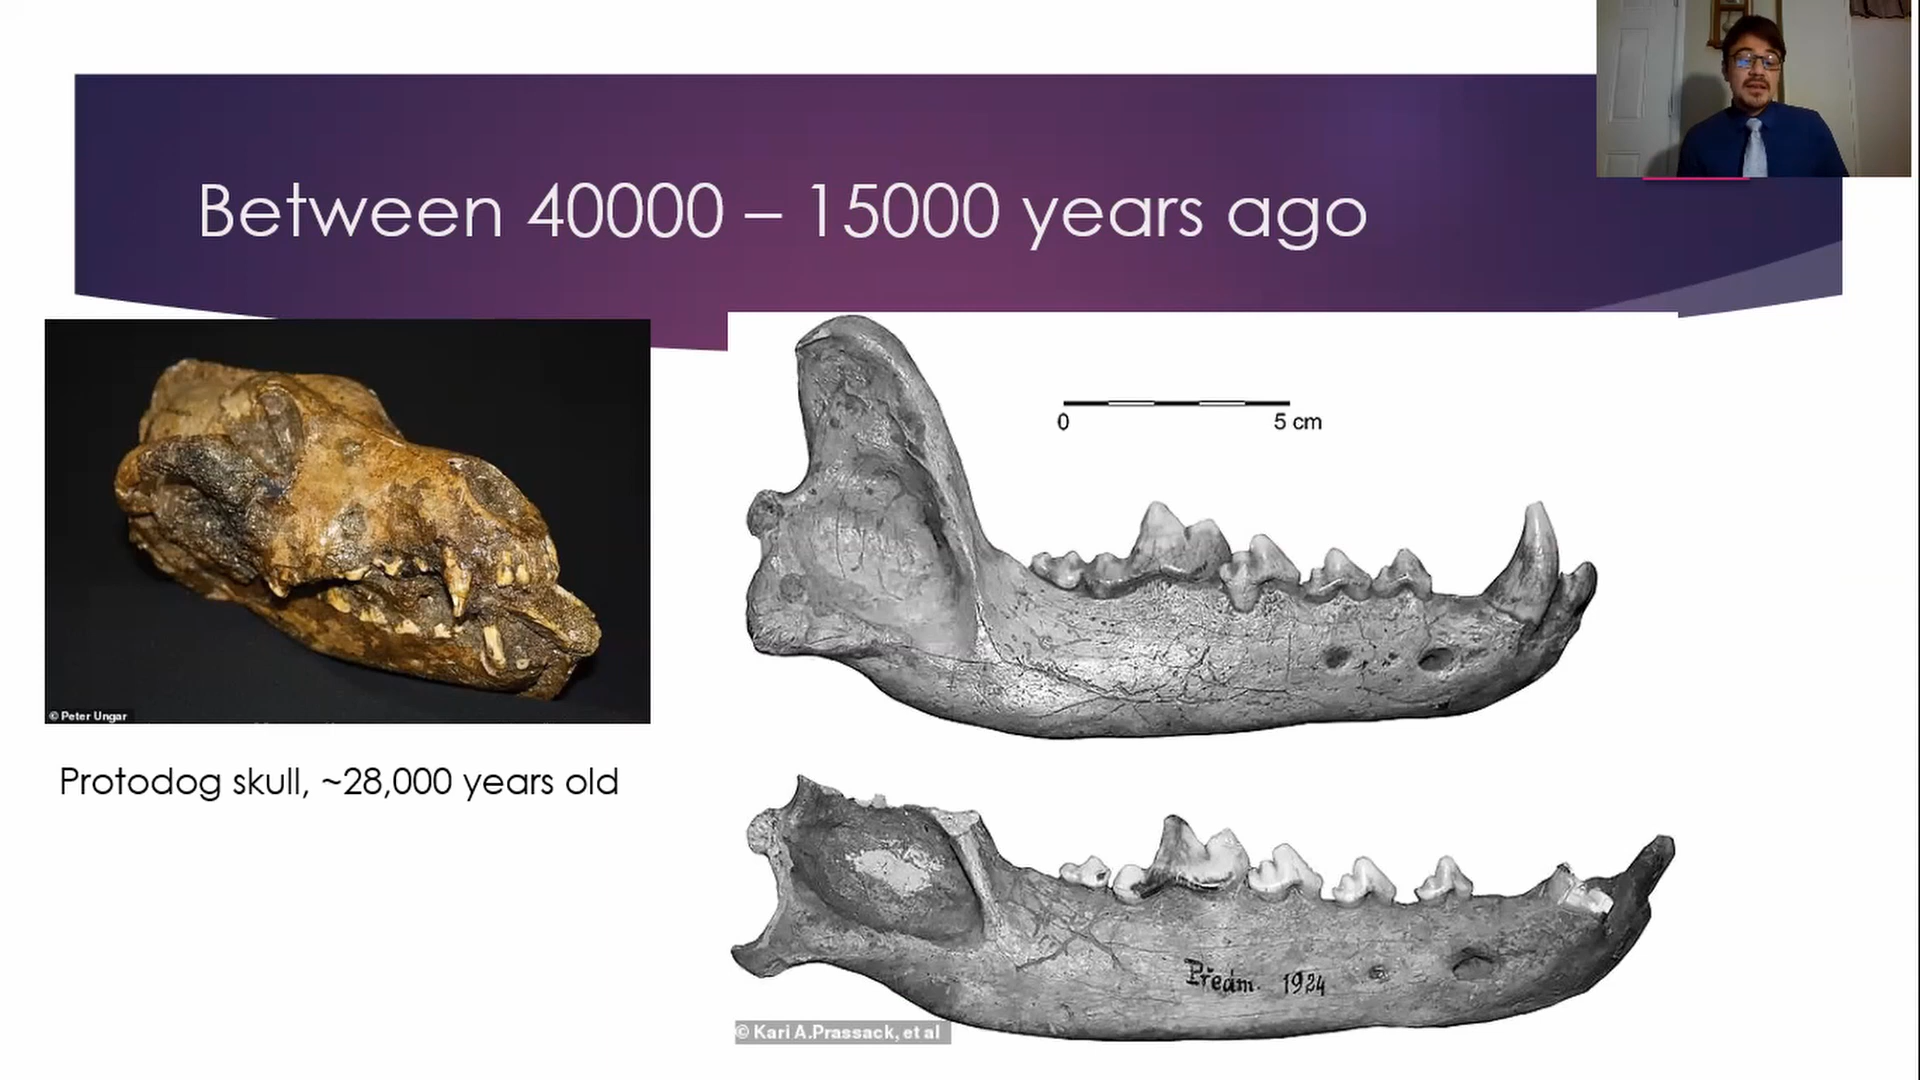 Between 40000 – 15000 years ago
© Peter Ungar
Protodog skull, ~28,000 years old
0 5 cm
Předm. 1924
© Kari A.Prassack, et al